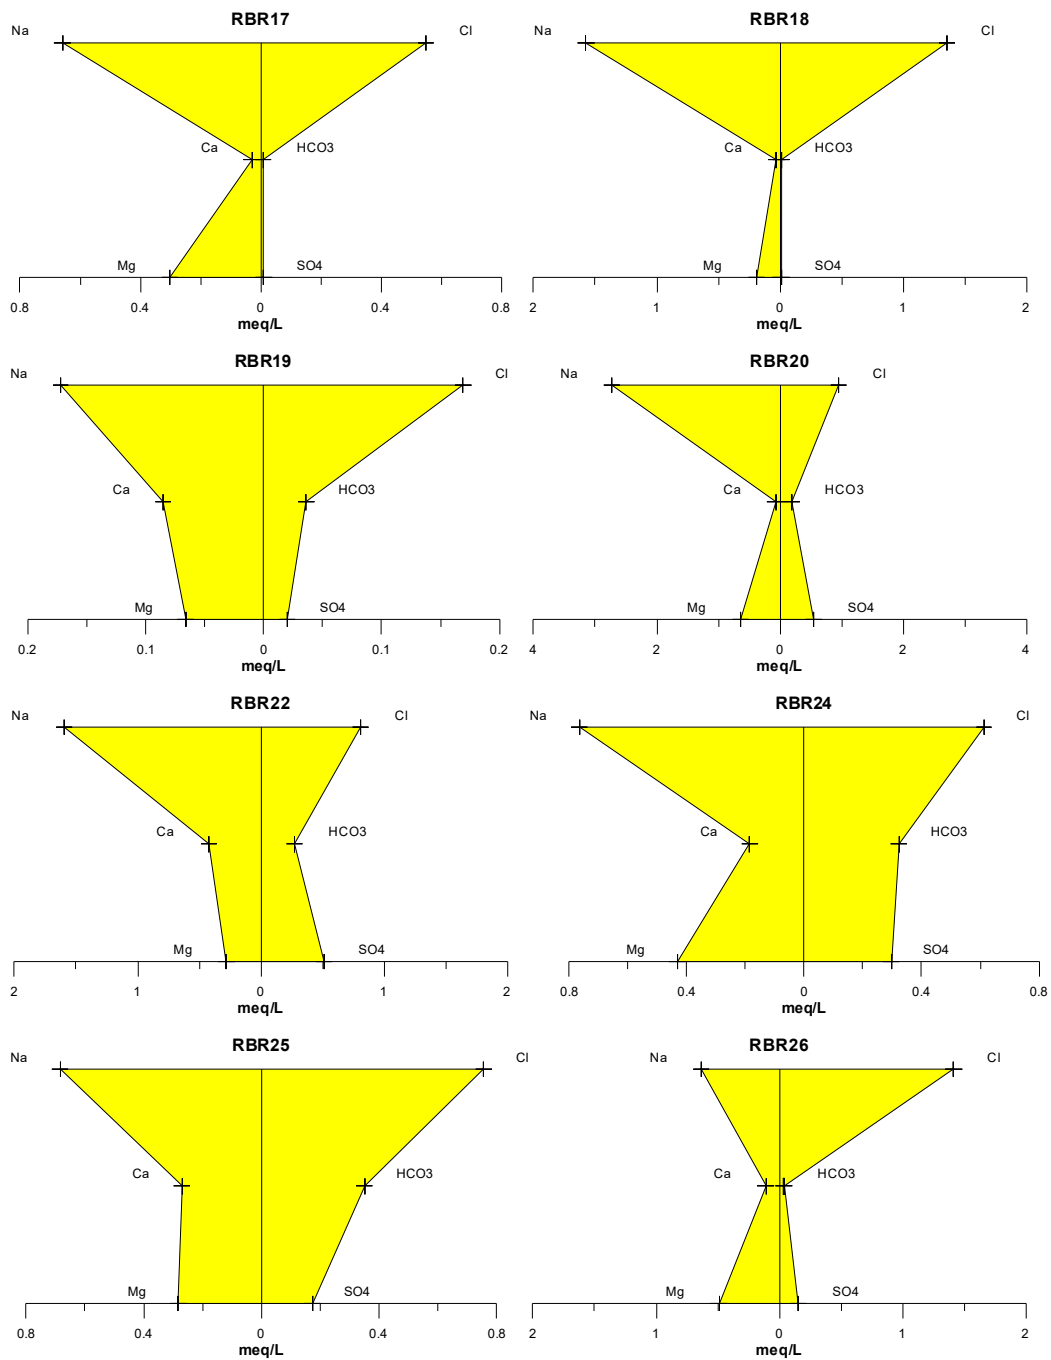 RBR17
Na Cl
Ca HCO3
Mg SO4
0.8 0.4 0 0.4 0.8
meq/L
RBR18
Na Cl
Ca HCO3
Mg SO4
2 1 0 1 2
meq/L
RBR19
Na Cl
Ca HCO3
Mg SO4
0.2 0.1 0 0.1 0.2
meq/L
RBR20
Na Cl
Ca HCO3
Mg SO4
4 2 0 2 4
meq/L
RBR22
Na Cl
Ca HCO3
Mg SO4
2 1 0 1 2
meq/L
RBR24
Na Cl
Ca HCO3
Mg SO4
0.8 0.4 0 0.4 0.8
meq/L
RBR25
Na Cl
Ca HCO3
Mg SO4
0.8 0.4 0 0.4 0.8
meq/L
RBR26
Na Cl
Ca HCO3
Mg SO4
2 1 0 1 2
meq/L